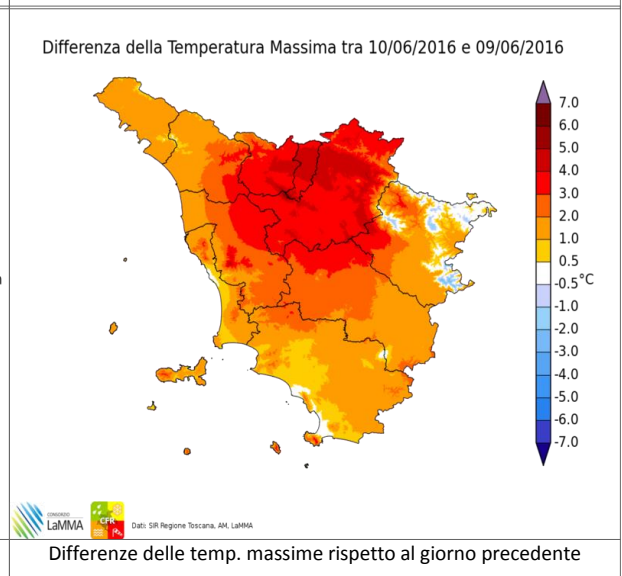 Differenza della Temperatura Massima tra 10/06/2016 e 09/06/2016
7.0
6.0
5.0
4.0
3.0
2.0
1.0
0.5
-0.5
°C
-1.0
-2.0
-3.0
-4.0
-5.0
-6.0
-7.0
CONSORZIO
LaMMA
CFR
Dati: SIR Regione Toscana, AM, LaMMA
Differenze delle temp. massime rispetto al giorno precedente